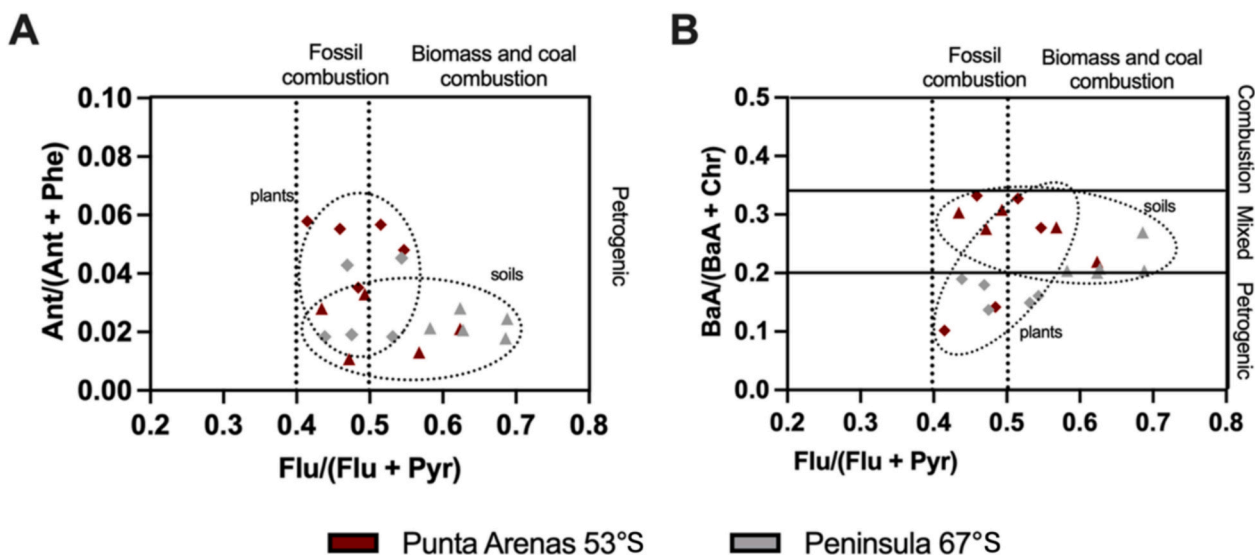 A
Fossil
combustion
Biomass and coal
combustion
0.10
0.08
0.06
0.04
0.02
0.00
Ant/(Ant + Phe)
plants
soils
Petrogenic
0.2 0.3 0.4 0.5 0.6 0.7 0.8
Flu/(Flu + Pyr)
B
Fossil
combustion
Biomass and coal
combustion
0.5
0.4
0.3
0.2
0.1
0.0
BaA/(BaA + Chr)
soils
plants
Combustion
Mixed
Petrogenic
0.2 0.3 0.4 0.5 0.6 0.7 0.8
Flu/(Flu + Pyr)
Punta Arenas 53°S
Peninsula 67°S